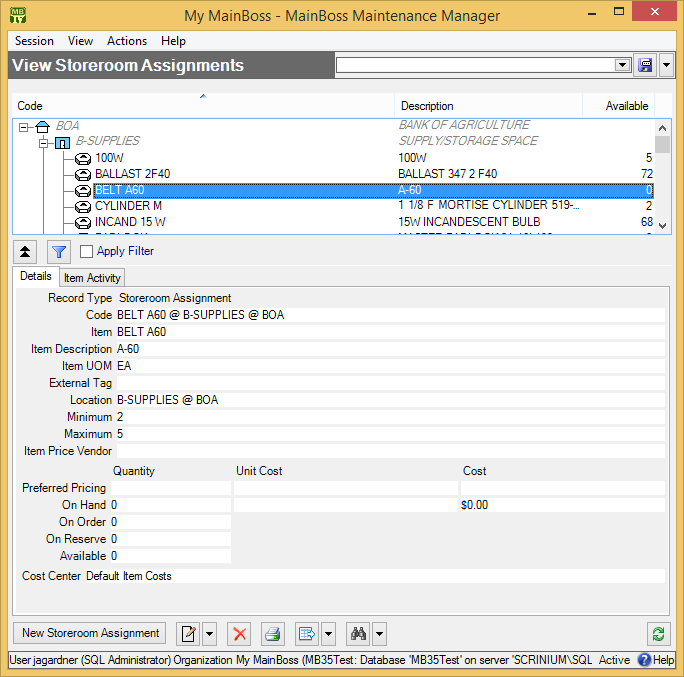 My MainBoss - MainBoss Maintenance Manager
Session View Actions Help
View Storeroom Assignments
Code Description Available
BOA BANK OF AGRICULTURE
B-SUPPLIES SUPPLY/STORAGE SPACE
100W 100W 5
BALLAST 2F40 BALLAST 347 2 F40 72
BELT A60 A-60 0
CYLINDER M 1 1/8 F MORTISE CYLINDER 519-... 2
INCAND 15 W 15W INCANDESCENT BULB 68
Apply Filter
Details Item Activity
Record Type Storeroom Assignment
Code BELT A60 @ B-SUPPLIES @ BOA
Item BELT A60
Item Description A-60
Item UOM EA
External Tag
Location B-SUPPLIES @ BOA
Minimum 2
Maximum 5
Item Price Vendor
Quantity Unit Cost Cost
Preferred Pricing
On Hand 0 $0.00
On Order 0
On Reserve 0
Available 0
Cost Center Default Item Costs
New Storeroom Assignment
User jagardner (SQL Administrator) Organization My MainBoss (MB35Test: Database 'MB35Test' on server 'SCRINIUM\SQL Active Help